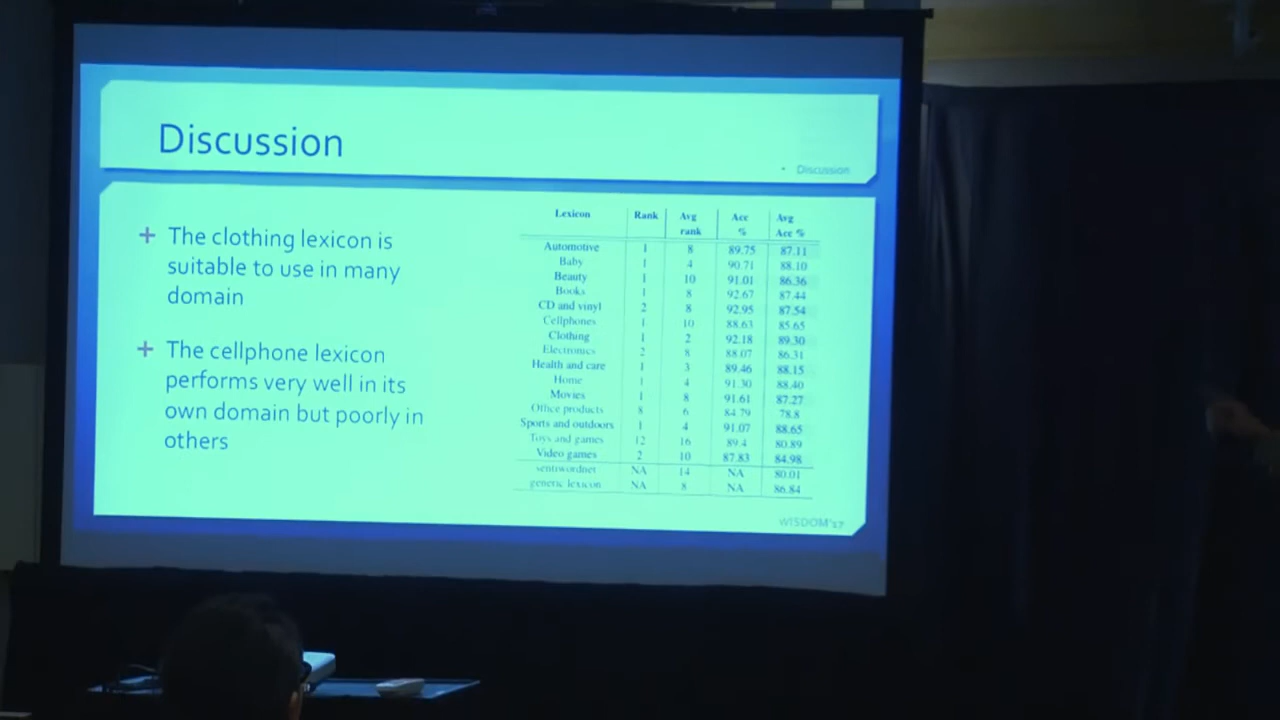 Discussion
• Discussion
+ The clothing lexicon is
suitable to use in many
domain
+ The cellphone lexicon
performs very well in its
own domain but poorly in
others
Lexicon Rank Avg rank Acc % Avg Acc %
Automotive 1 8 89.75 87.11
Baby 1 4 90.71 88.10
Beauty 1 10 91.01 86.36
Books 1 8 92.67 87.44
CD and vinyl 2 8 92.95 87.54
Cellphones 1 10 88.63 85.65
Clothing 1 2 92.18 89.30
Electronics 2 8 88.07 86.31
Health and care 1 3 89.46 88.15
Home 1 4 91.30 88.40
Movies 1 8 91.61 87.27
Office products 8 6 84.79 78.8
Sports and outdoors 1 4 91.07 88.65
Toys and games 12 16 89.4 80.89
Video games 2 10 87.83 84.98
sentiwordnet NA 14 NA 80.01
generic lexicon NA 8 NA 86.84
WISDOM'17